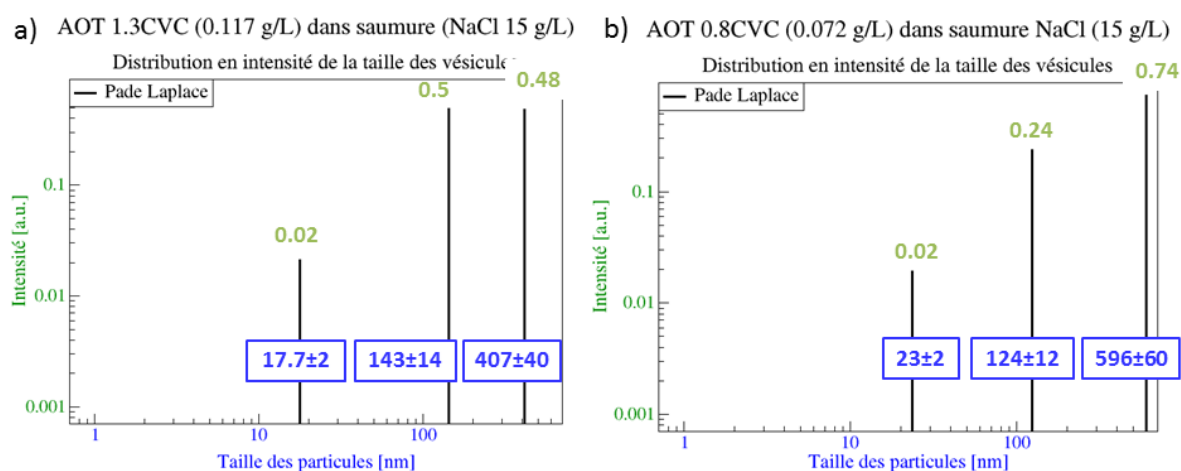 a) AOT 1.3CVC (0.117 g/L) dans saumure (NaCl 15 g/L)
Distribution en intensité de la taille des vésicule
Pade Laplace
0.5
0.48
0.02
0.1
0.01
0.001
Intensité [a.u.]
17.7±2
143±14
407±40
1
10
100
Taille des particules [nm]
b) AOT 0.8CVC (0.072 g/L) dans saumure NaCl (15 g/L)
Distribution en intensité de la taille des vésicules
Pade Laplace
0.74
0.24
0.02
0.1
0.01
0.001
Intensité [a.u.]
23±2
124±12
596±60
1
10
100
Taille des particules [nm]